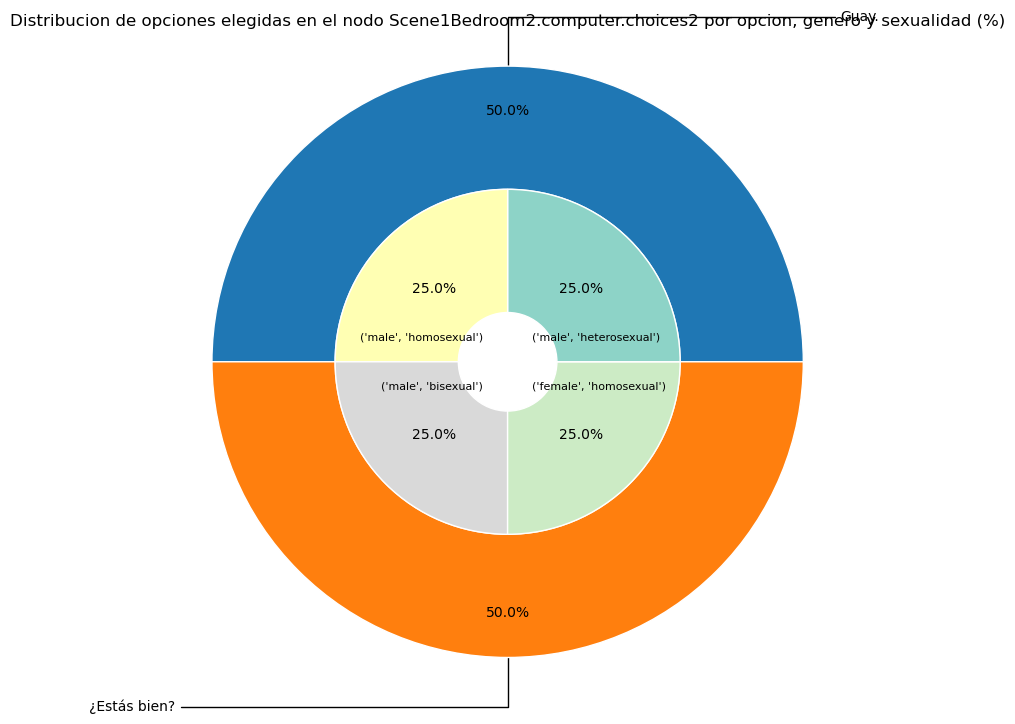 Distribucion de opciones elegidas en el nodo Scene1Bedroom2.computer.choices2 por opcion, genero y sexualidad (%)
Guay.
50.0%
25.0%
25.0%
('male', 'homosexual')
('male', 'heterosexual')
('male', 'bisexual')
('female', 'homosexual')
25.0%
25.0%
50.0%
¿Estás bien?